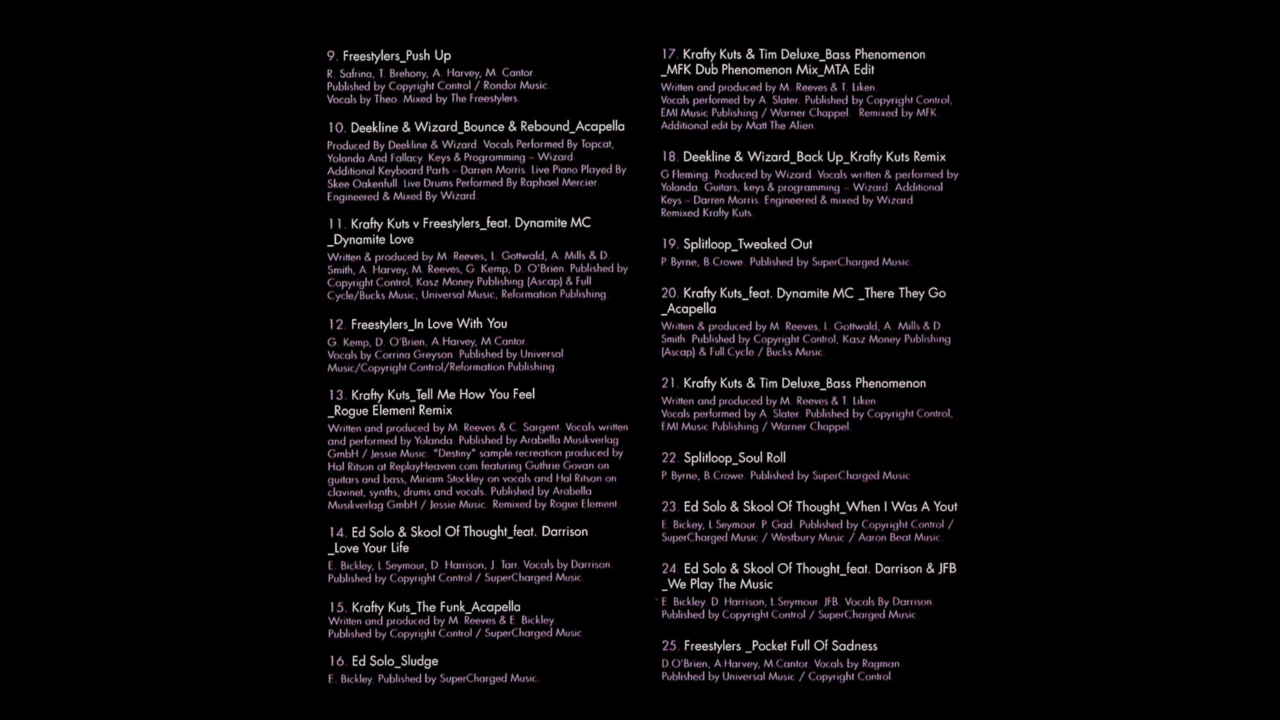 9. Freestylers_Push Up
R. Safrina, T. Brehony, A. Harvey, M. Cantor.
Published by Copyright Control / Rondor Music.
Vocals by Theo. Mixed by The Freestylers.
10. Deekline & Wizard_Bounce & Rebound_Acapella
Produced By Deekline & Wizard. Vocals Performed By Topcat,
Yolanda And Fallacy. Keys & Programming – Wizard.
Additional Keyboard Parts – Darren Morris. Live Piano Played By
Skee Oakenfull. Live Drums Performed By Raphael Mercier.
Engineered & Mixed By Wizard.
11. Krafty Kuts v Freestylers_feat. Dynamite MC
_Dynamite Love
Written & produced by M. Reeves, L. Gottwald, A. Mills & D.
Smith, A. Harvey, M. Reeves, G. Kemp, D. O'Brien. Published by
Copyright Control, Kasz Money Publishing (Ascap) & Full
Cycle/Bucks Music, Universal Music, Reformation Publishing.
12. Freestylers_In Love With You
G. Kemp, D. O'Brien, A Harvey, M Cantor.
Vocals by Corrina Greyson. Published by Universal
Music/Copyright Control/Reformation Publishing.
13. Krafty Kuts_Tell Me How You Feel
_Rogue Element Remix
Written and produced by M. Reeves & C. Sargent. Vocals written
and performed by Yolanda. Published by Arabella Musikverlag
GmbH / Jessie Music. "Destiny" sample recreation produced by
Hal Ritson at ReplayHeaven.com featuring Guthrie Govan on
guitars and bass, Miriam Stockley on vocals and Hal Ritson on
clavinet, synths, drums and vocals. Published by Arabella
Musikverlag GmbH / Jessie Music. Remixed by Rogue Element.
14. Ed Solo & Skool Of Thought_feat. Darrison
_Love Your Life
E. Bickley, L Seymour, D. Harrison, J. Tarr. Vocals by Darrison.
Published by Copyright Control / SuperCharged Music.
15. Krafty Kuts_The Funk_Acapella
Written and produced by M. Reeves & E. Bickley
Published by Copyright Control / SuperCharged Music
16. Ed Solo_Sludge
E. Bickley. Published by SuperCharged Music.
17. Krafty Kuts & Tim Deluxe_Bass Phenomenon
_MFK Dub Phenomenon Mix_MTA Edit
Written and produced by M. Reeves & T. Liken.
Vocals performed by A. Slater. Published by Copyright Control,
EMI Music Publishing / Warner Chappel. Remixed by MFK.
Additional edit by Matt The Alien.
18. Deekline & Wizard_Back Up_Krafty Kuts Remix
G Fleming. Produced by Wizard. Vocals written & performed by
Yolanda. Guitars, keys & programming – Wizard. Additional
Keys – Darren Morris. Engineered & mixed by Wizard
Remixed Krafty Kuts.
19. Splitloop_Tweaked Out
P. Byrne, B.Crowe. Published by SuperCharged Music.
20. Krafty Kuts_feat. Dynamite MC _There They Go
_Acapella
Written & produced by M. Reeves, L. Gottwald, A. Mills & D.
Smith. Published by Copyright Control, Kasz Money Publishing
(Ascap) & Full Cycle / Bucks Music.
21. Krafty Kuts & Tim Deluxe_Bass Phenomenon
Written and produced by M. Reeves & T. Liken.
Vocals performed by A. Slater. Published by Copyright Control,
EMI Music Publishing / Warner Chappel.
22. Splitloop_Soul Roll
P. Byrne, B.Crowe. Published by SuperCharged Music
23. Ed Solo & Skool Of Thought_When I Was A Yout
E. Bickey, L.Seymour. P. Gad. Published by Copyright Control /
SuperCharged Music / Westbury Music / Aaron Beat Music.
24. Ed Solo & Skool Of Thought_feat. Darrison & JFB
_We Play The Music
E. Bickley. D. Harrison, L Seymour. JFB. Vocals By Darrison.
Published by Copyright Control / SuperCharged Music.
25. Freestylers _Pocket Full Of Sadness
D O'Brien, A Harvey, M Cantor. Vocals by Ragman
Published by Universal Music / Copyright Control.